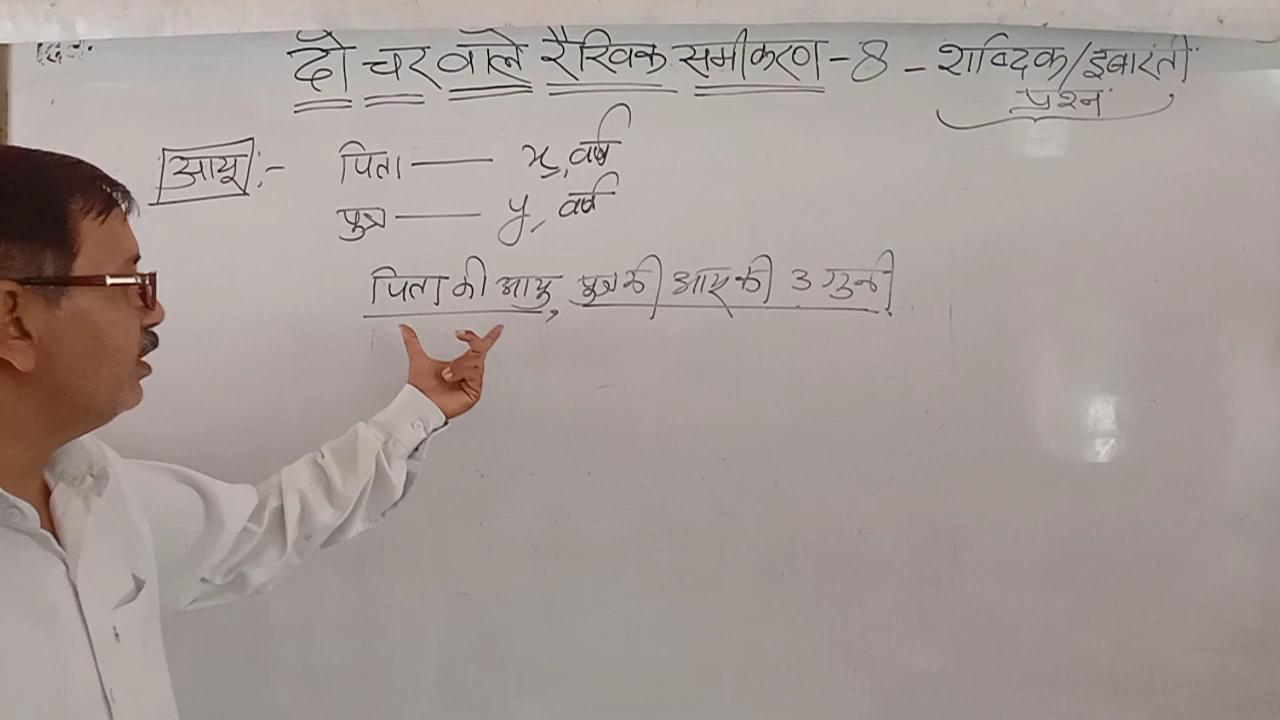 दो चर वाले रैखिक समीकरण - 8 - शाब्दिक/इबारती
प्रश्न
आयु :- पिता — x वर्ष
पुत्र — y वर्ष
पिता की आयु, पुत्र की आयु की 3 गुनी